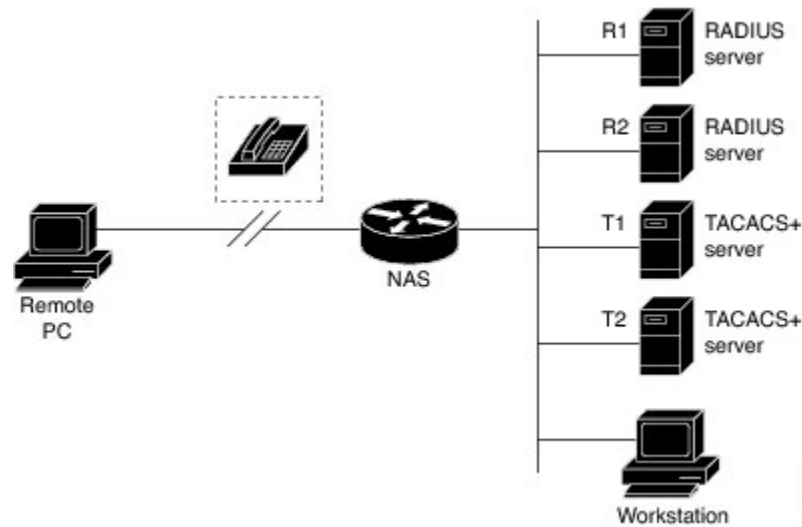 R1
RADIUS
server
R2
RADIUS
server
T1
TACACS+
server
T2
TACACS+
server
NAS
Remote
PC
Workstation